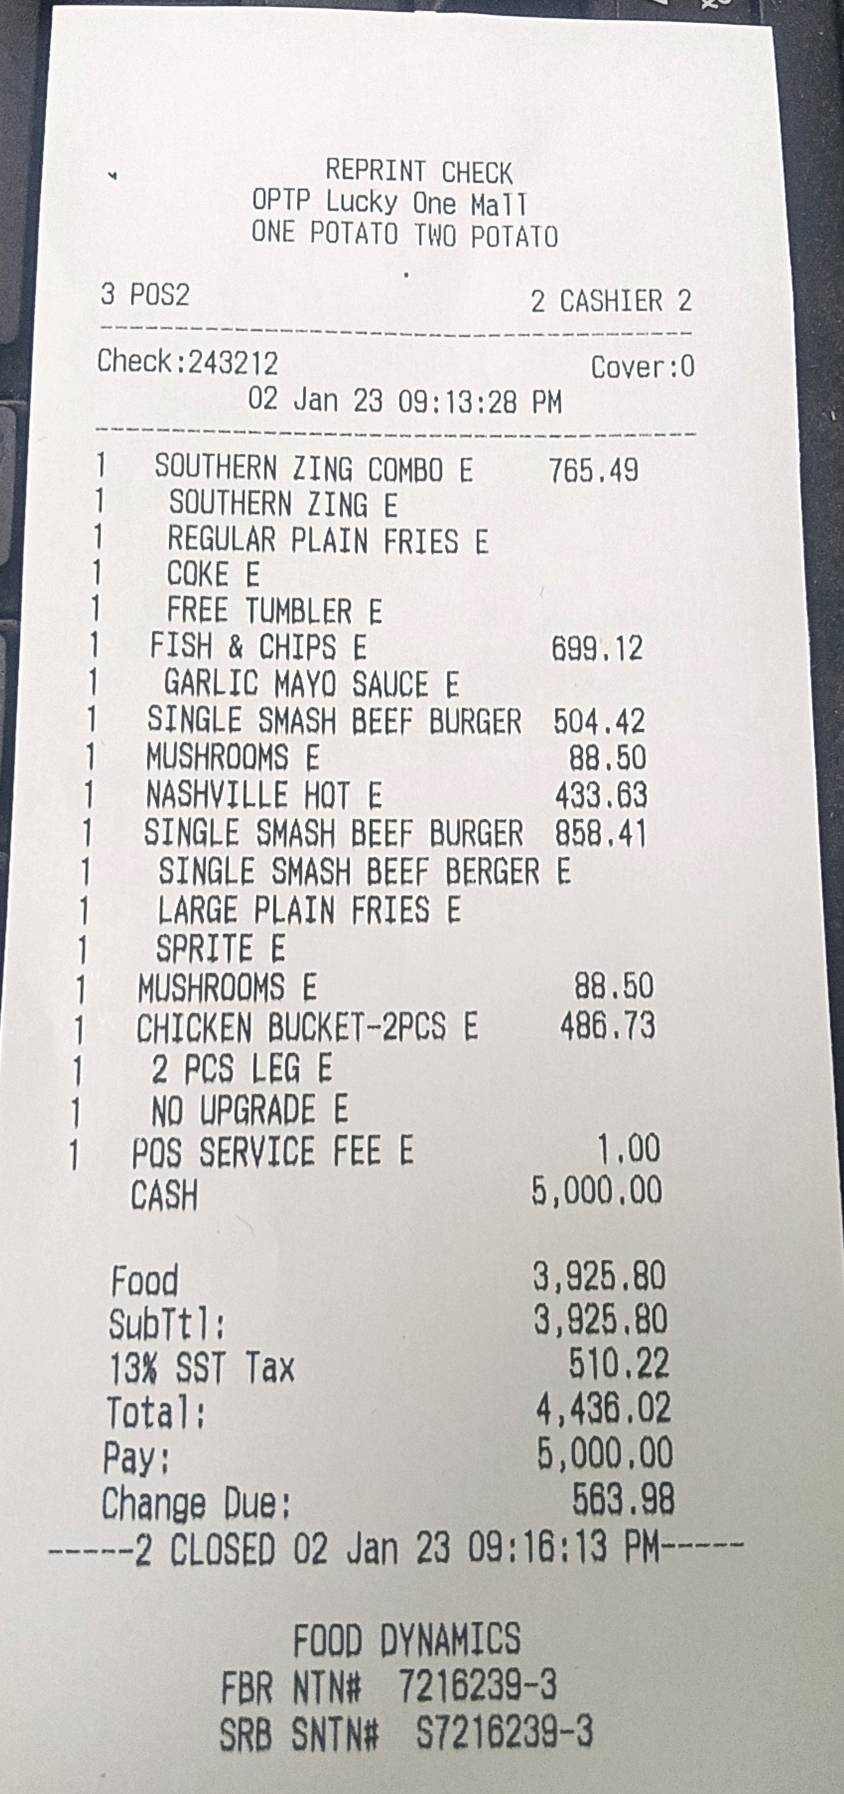 REPRINT CHECK
OPTP Lucky One Mall
ONE POTATO TWO POTATO
3 POS2 2 CASHIER 2
Check:243212 Cover:0
02 Jan 23 09:13:28 PM
1 SOUTHERN ZING COMBO E 765.49
1 SOUTHERN ZING E
1 REGULAR PLAIN FRIES E
1 COKE E
1 FREE TUMBLER E
1 FISH & CHIPS E 699.12
1 GARLIC MAYO SAUCE E
1 SINGLE SMASH BEEF BURGER 504.42
1 MUSHROOMS E 88.50
1 NASHVILLE HOT E 433.63
1 SINGLE SMASH BEEF BURGER 858.41
1 SINGLE SMASH BEEF BERGER E
1 LARGE PLAIN FRIES E
1 SPRITE E
1 MUSHROOMS E 88.50
1 CHICKEN BUCKET-2PCS E 486.73
1 2 PCS LEG E
1 NO UPGRADE E
1 POS SERVICE FEE E 1.00
CASH 5,000.00
Food 3,925.80
SubTtl: 3,925.80
13% SST Tax 510.22
Total: 4,436.02
Pay: 5,000.00
Change Due: 563.98
-----2 CLOSED 02 Jan 23 09:16:13 PM-----
FOOD DYNAMICS
FBR NTN# 7216239-3
SRB SNTN# S7216239-3